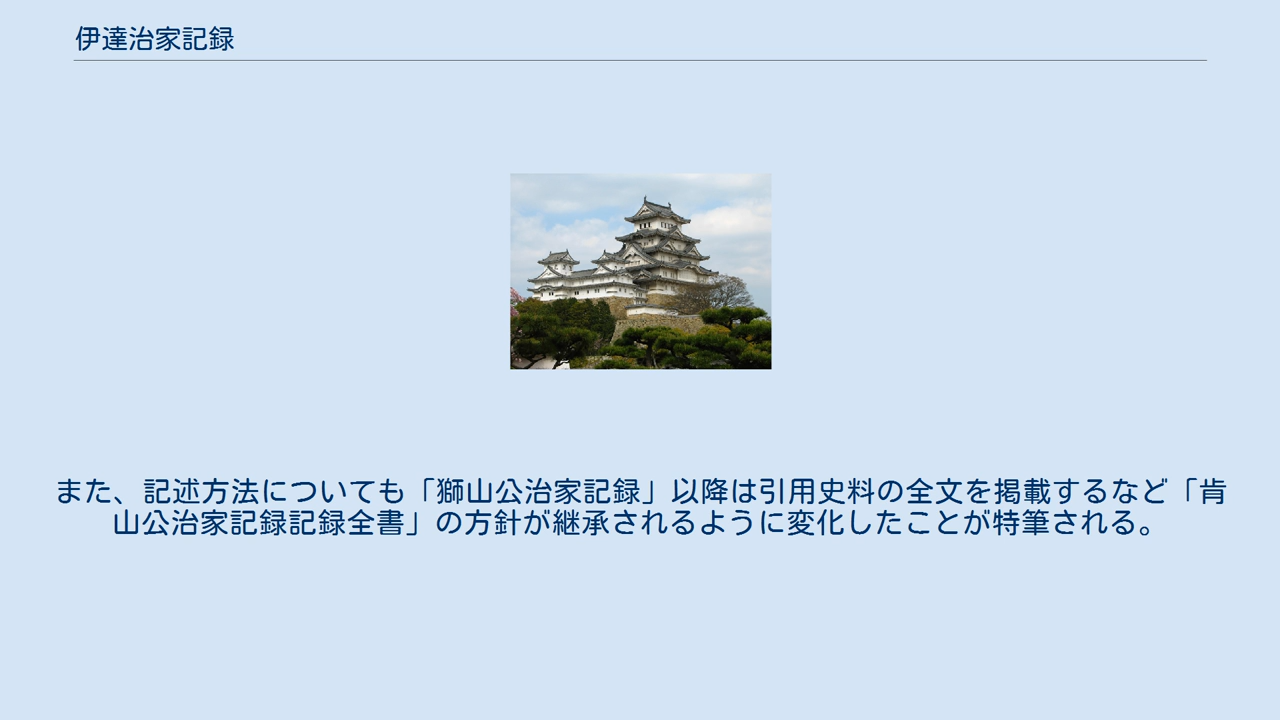 伊達治家記録
また、記述方法についても「獅山公治家記録」以降は引用史料の全文を掲載するなど「肯
山公治家記録記録全書」の方針が継承されるように変化したことが特筆される。